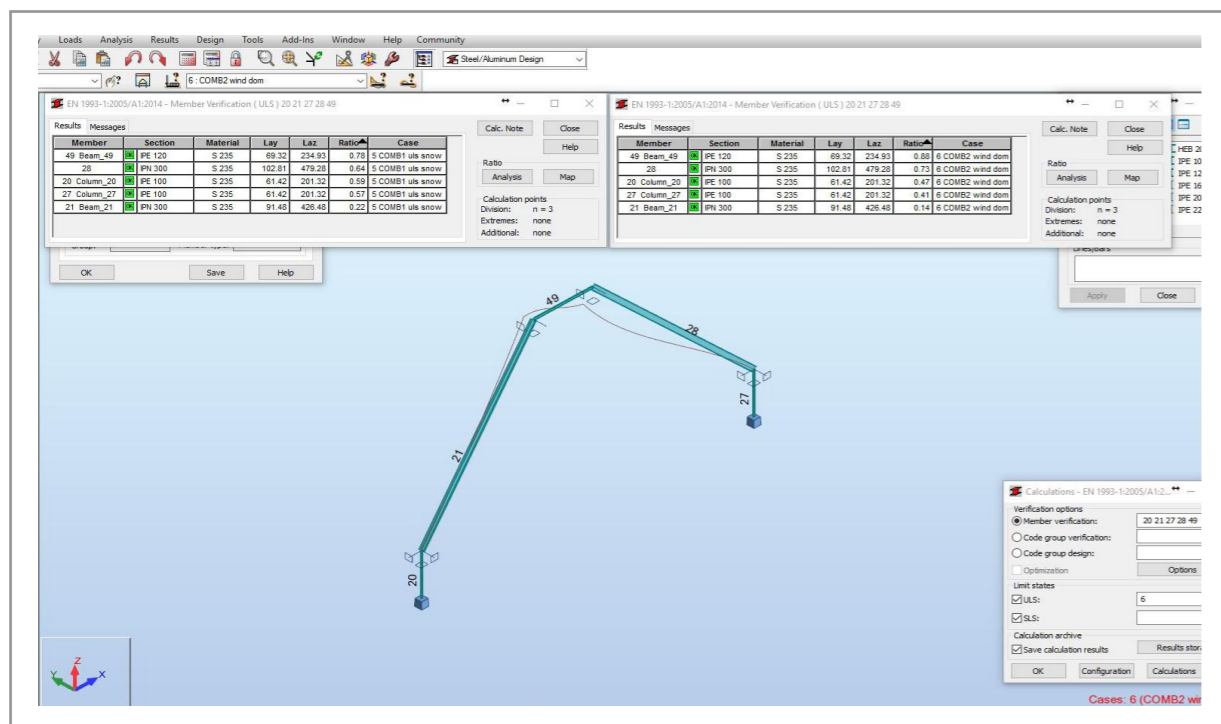 Loads Analysis Results Design Tools Add-Ins Window Help Community
Steel/Aluminum Design
6 : COMB2 wind dom
EN 1993-1:2005/A1:2014 - Member Verification ( ULS ) 20 21 27 28 49
Results Messages
Member Section Material Lay Laz Ratio Case
49 Beam_49 OK IPE 120 S 235 69.32 234.93 0.78 5 COMB1 uls snow
28 OK IPN 300 S 235 102.81 479.28 0.64 5 COMB1 uls snow
20 Column_20 OK IPE 100 S 235 61.42 201.32 0.59 5 COMB1 uls snow
27 Column_27 OK IPE 100 S 235 61.42 201.32 0.57 5 COMB1 uls snow
21 Beam_21 OK IPN 300 S 235 91.48 426.48 0.22 5 COMB1 uls snow
Calc. Note Close
Help
Ratio
Analysis Map
Calculation points
Division: n = 3
Extremes: none
Additional: none
EN 1993-1:2005/A1:2014 - Member Verification ( ULS ) 20 21 27 28 49
Results Messages
Member Section Material Lay Laz Ratio Case
49 Beam_49 OK IPE 120 S 235 69.32 234.93 0.88 6 COMB2 wind dom
28 OK IPN 300 S 235 102.81 479.28 0.73 6 COMB2 wind dom
20 Column_20 OK IPE 100 S 235 61.42 201.32 0.47 6 COMB2 wind dom
27 Column_27 OK IPE 100 S 235 61.42 201.32 0.41 6 COMB2 wind dom
21 Beam_21 OK IPN 300 S 235 91.48 426.48 0.14 6 COMB2 wind dom
Calc. Note Close
Help
Ratio
Analysis Map
Calculation points
Division: n = 3
Extremes: none
Additional: none
HEB 20
IPE 10
IPE 12
IPE 16
IPE 20
IPE 22
OK Save Help
Lines/bars
Apply Close
49
28
27
21
20
Calculations - EN 1993-1:2005/A1:2...
Verification options
Member verification: 20 21 27 28 49
Code group verification:
Code group design:
Optimization Options
Limit states
ULS: 6
SLS:
Calculation archive
Save calculation results Results stora
OK Configuration Calculations
Z
Y X
Cases: 6 (COMB2 wir